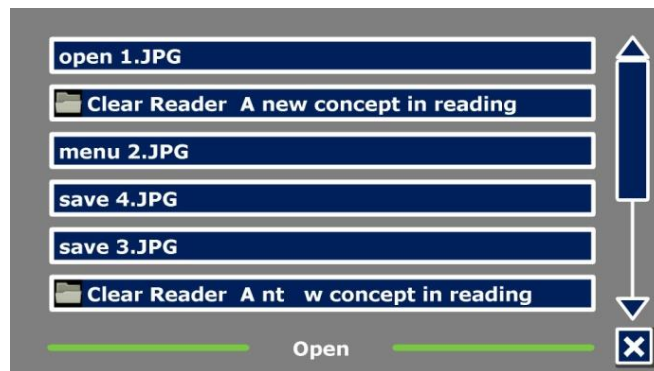 open 1.JPG
Clear Reader A new concept in reading
menu 2.JPG
save 4.JPG
save 3.JPG
Clear Reader A nt w concept in reading
Open